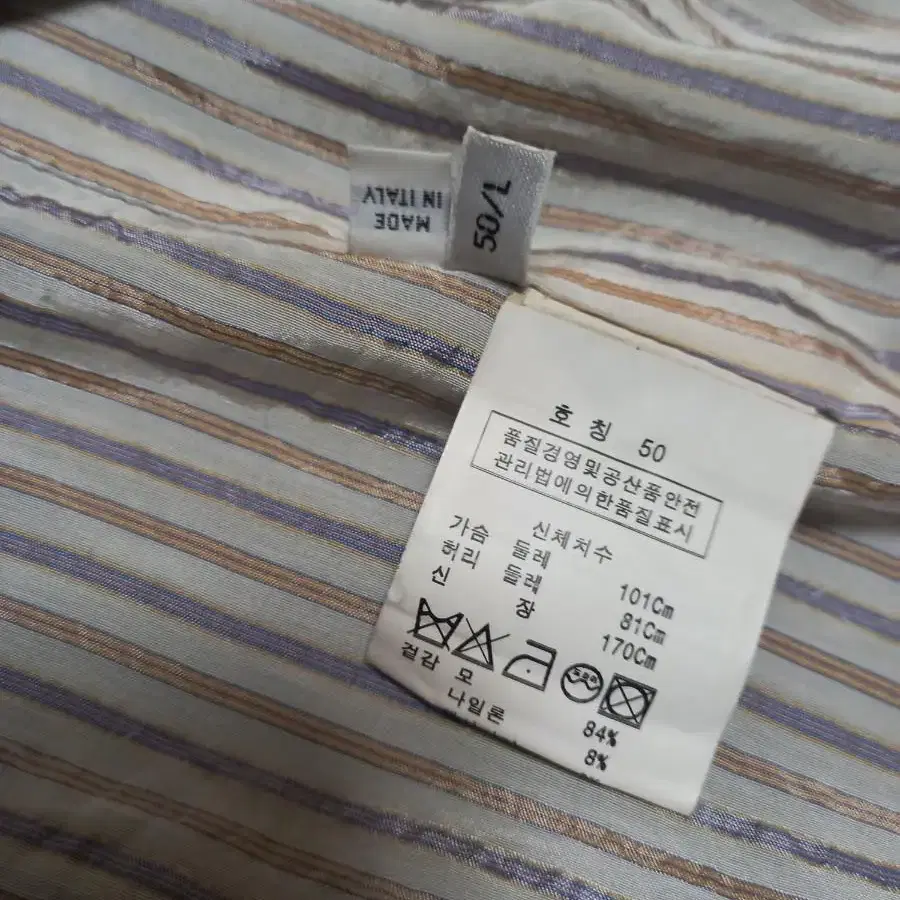 MADE
IN ITALY
50/L
호칭 50
품질경영및공산품안전
관리법에의한품질표시
신체치수
가슴 둘레 101Cm
허리 둘레 81Cm
신 장 170Cm
겉감 모 84%
나일론 8%